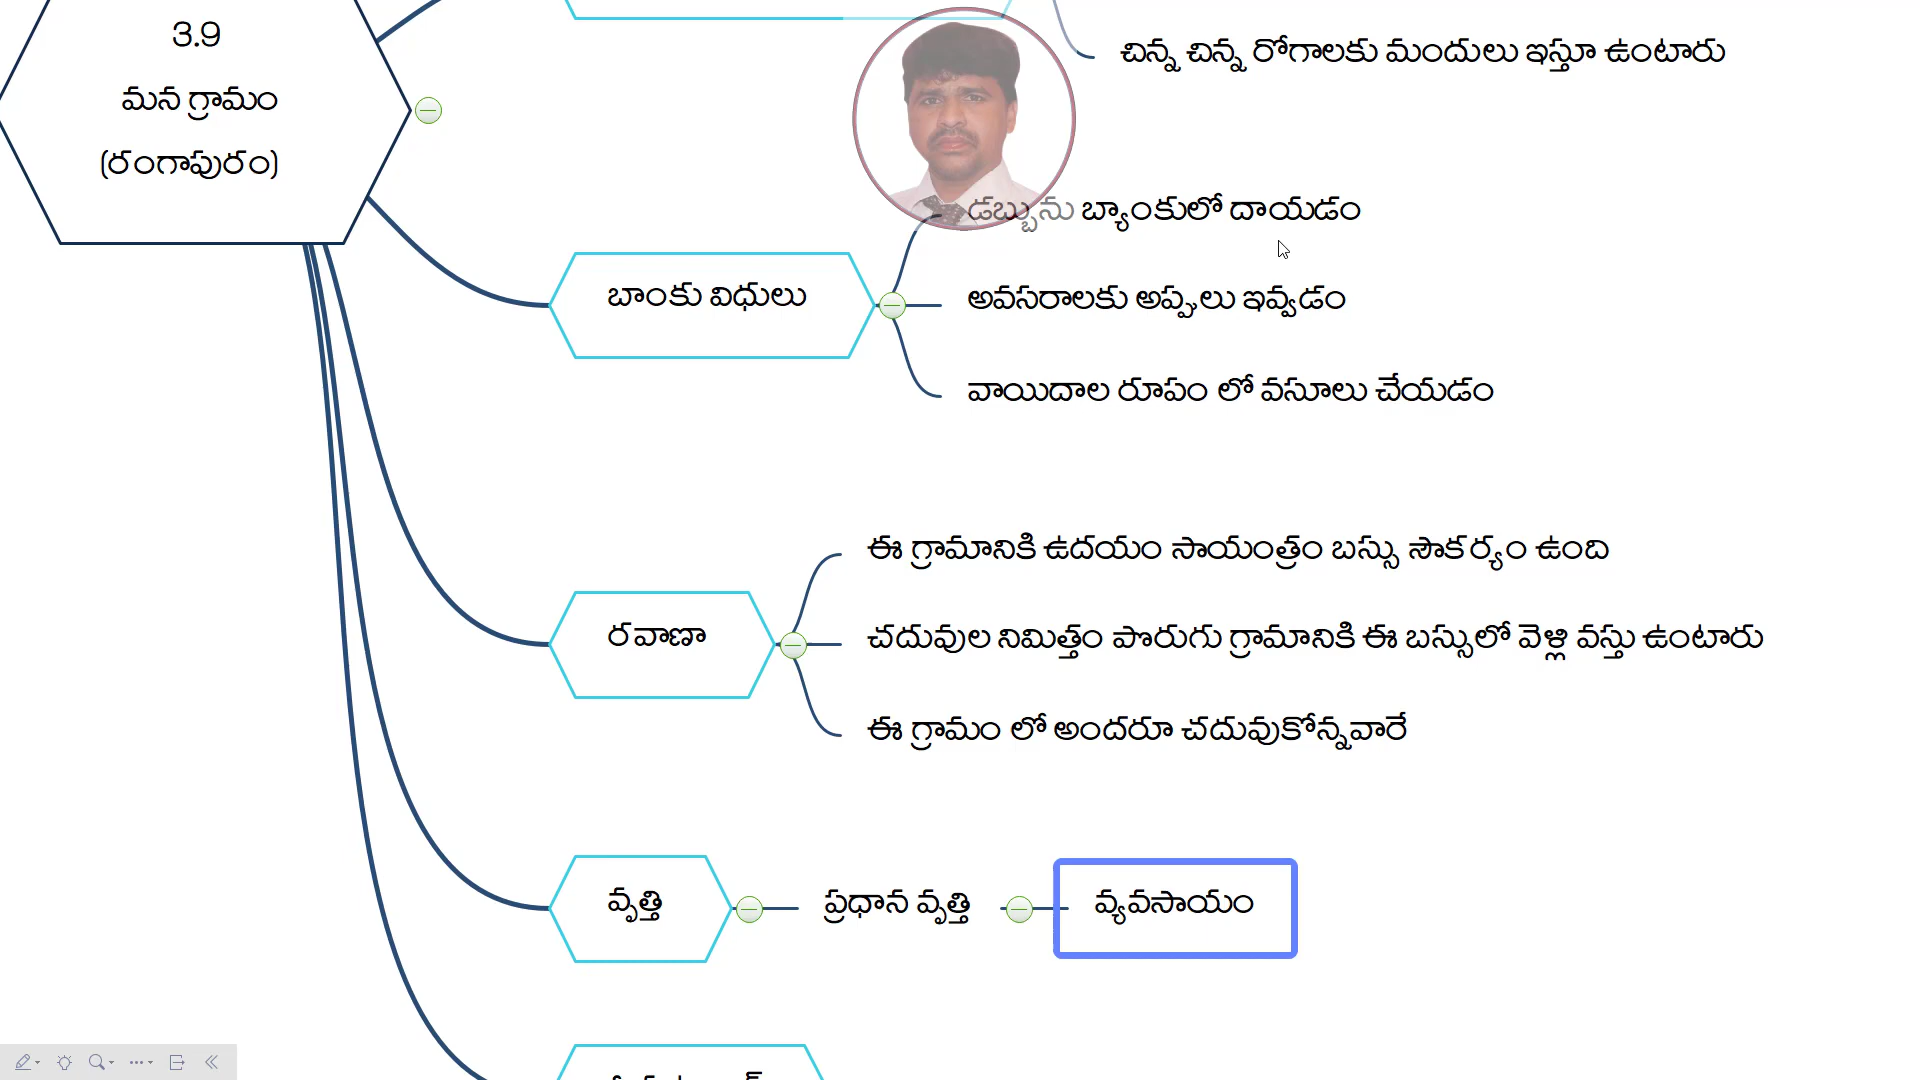 3.9
మన గ్రామం
(రంగాపురం)
చిన్న చిన్న రోగాలకు మందులు ఇస్తూ ఉంటారు
బాంకు విధులు
డబ్బును బ్యాంకులో దాయడం
అవసరాలకు అప్పులు ఇవ్వడం
వాయిదాల రూపం లో వసూలు చేయడం
రవాణా
ఈ గ్రామానికి ఉదయం సాయంత్రం బస్సు సౌకర్యం ఉంది
చదువుల నిమిత్తం పొరుగు గ్రామానికి ఈ బస్సులో వెళ్లి వస్తు ఉంటారు
ఈ గ్రామం లో అందరూ చదువుకోన్నవారే
వృత్తి
ప్రధాన వృత్తి
వ్యవసాయం